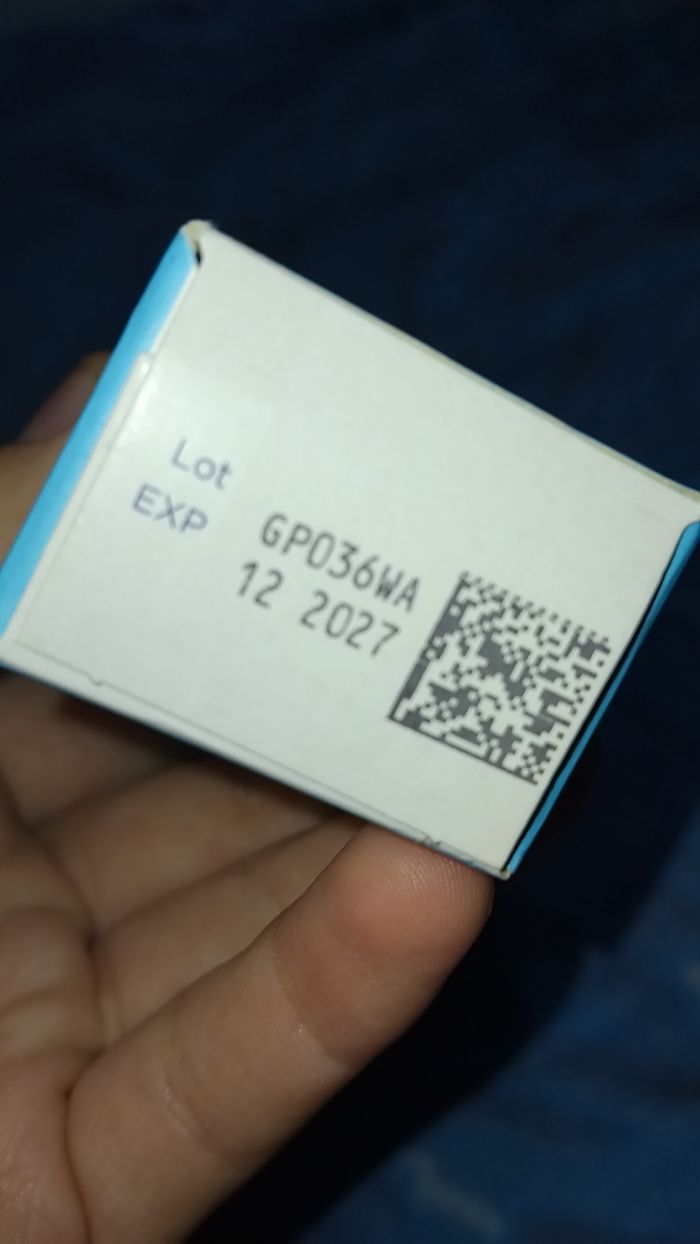 Lot
EXP
GP036WA
12 2027